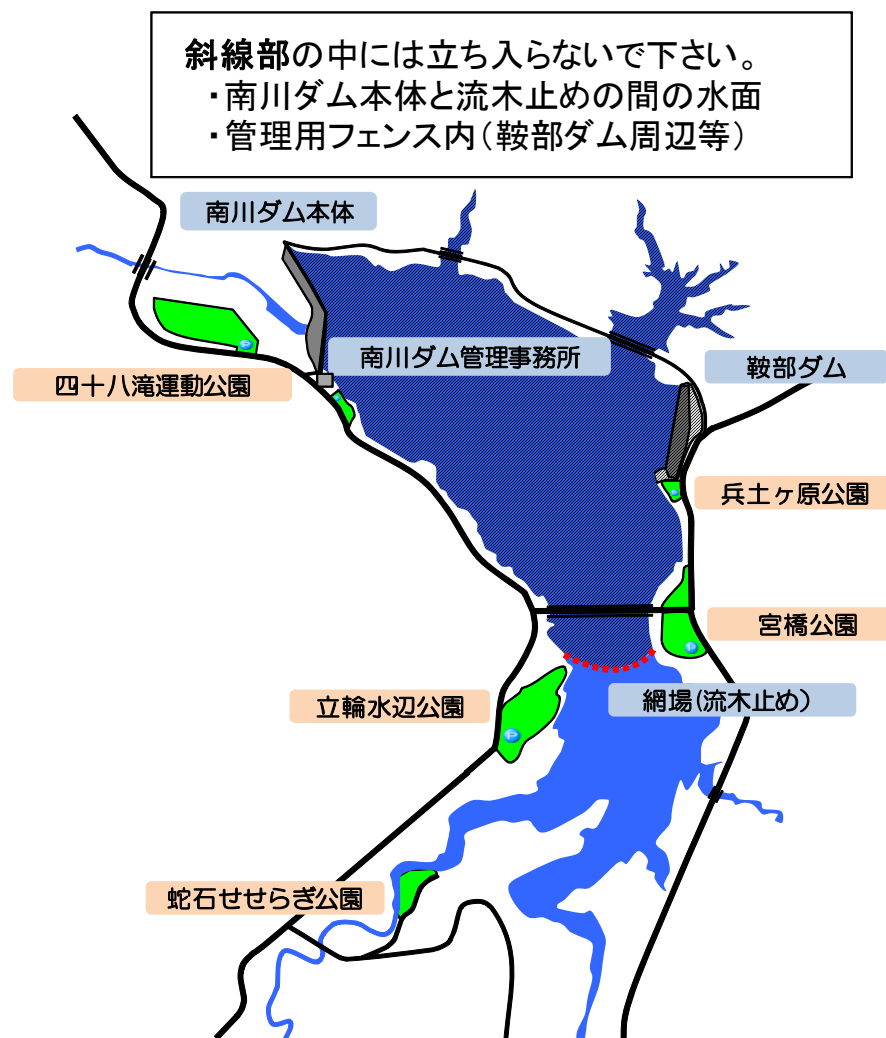 斜線部の中には立ち入らないで下さい。
・南川ダム本体と流木止めの間の水面
・管理用フェンス内（鞍部ダム周辺等）
南川ダム本体
南川ダム管理事務所
鞍部ダム
四十八滝運動公園
P
兵土ヶ原公園
宮橋公園
P
立輪水辺公園
網場(流木止め）
P
蛇石せせらぎ公園